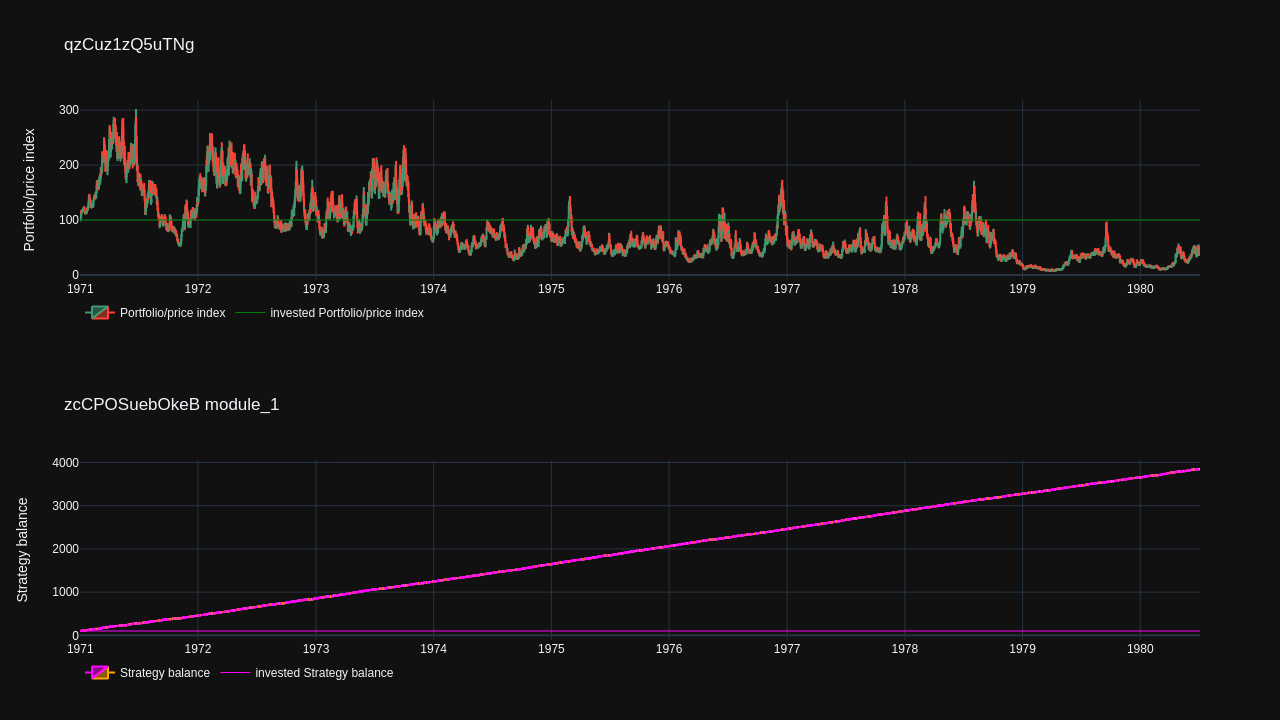 qzCuz1zQ5uTNg
Portfolio/price index
300
200
100
0
1971 1972 1973 1974 1975 1976 1977 1978 1979 1980
Portfolio/price index invested Portfolio/price index
zcCPOSuebOkeB module_1
Strategy balance
4000
3000
2000
1000
0
1971 1972 1973 1974 1975 1976 1977 1978 1979 1980
Strategy balance invested Strategy balance